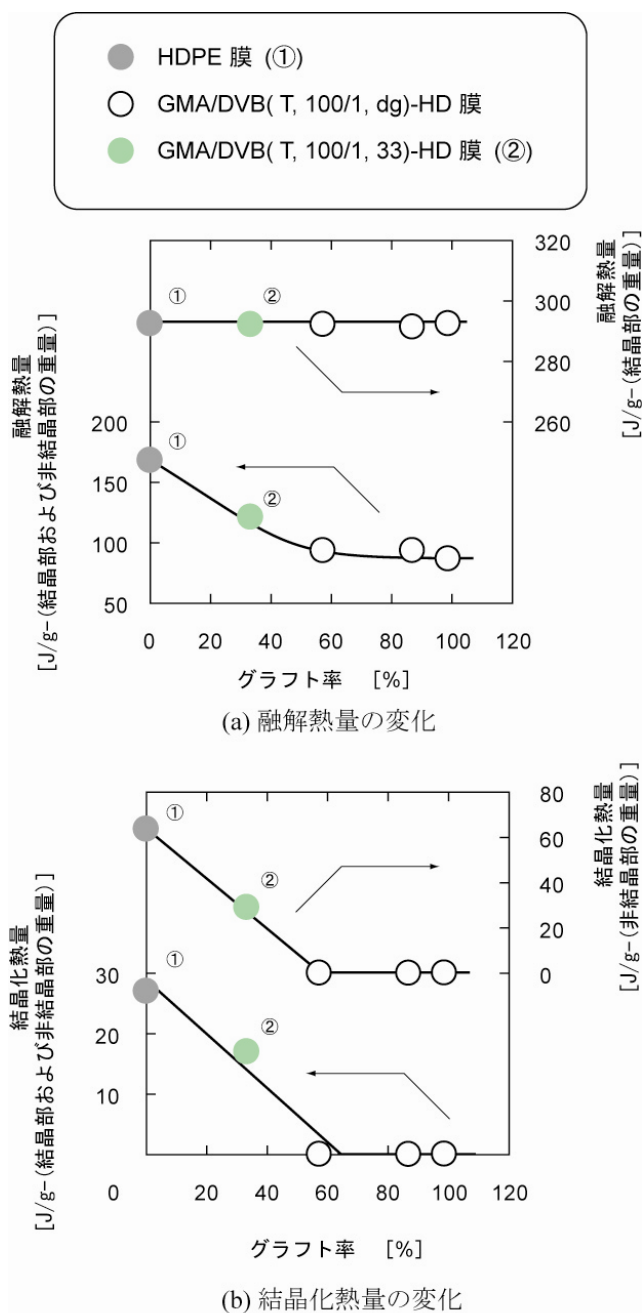 HDPE 膜 (①)
GMA/DVB( T, 100/1, dg)-HD 膜
GMA/DVB( T, 100/1, 33)-HD 膜 (②)
融解熱量
[J/g-(結晶部および非結晶部の重量)]
200
150
100
50
①
②
①
②
320
300
280
260
融解熱量
[J/g-(結晶部の重量)]
0 20 40 60 80 100 120
グラフト率 [%]
(a) 融解熱量の変化
結晶化熱量
[J/g-(結晶部および非結晶部の重量)]
30
20
10
①
②
①
②
80
60
40
20
0
結晶化熱量
[J/g-(非結晶部の重量)]
0 20 40 60 80 100 120
グラフト率 [%]
(b) 結晶化熱量の変化